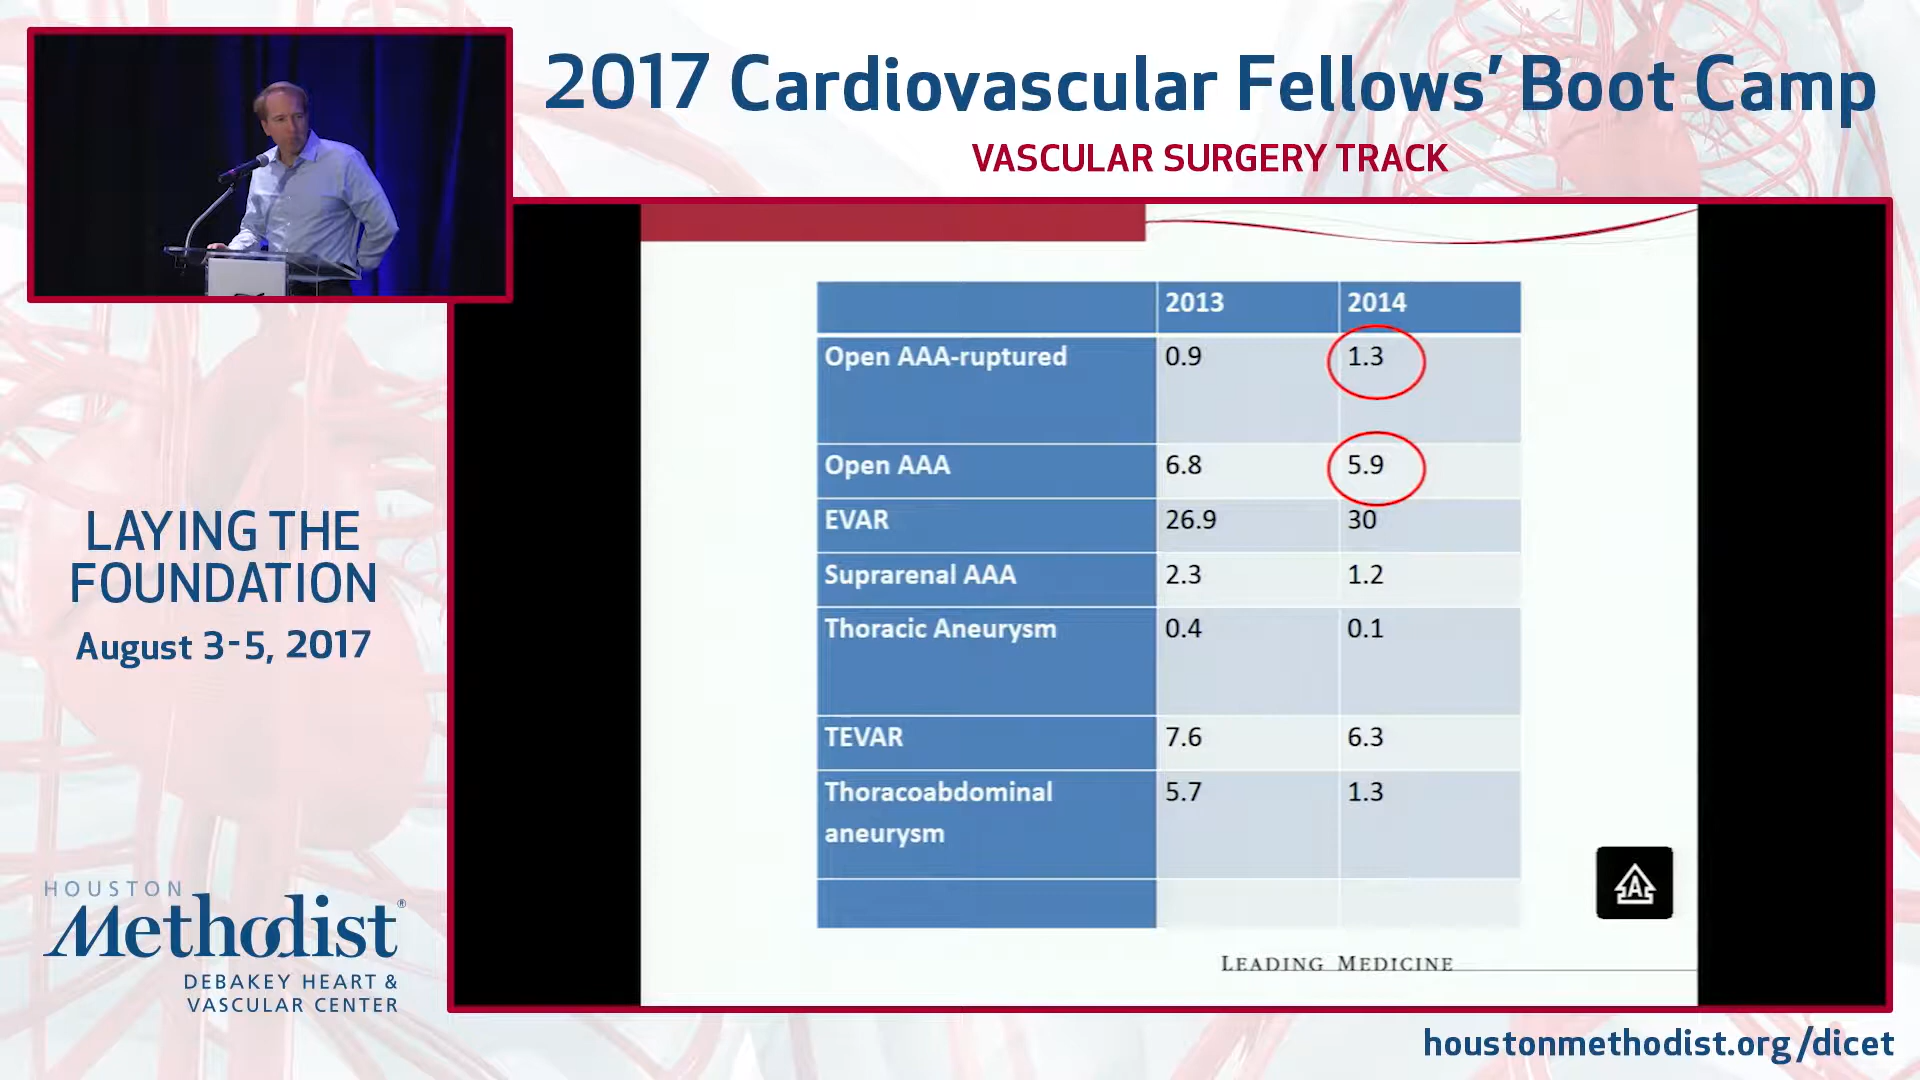 2017 Cardiovascular Fellows’ Boot Camp
VASCULAR SURGERY TRACK
2013 2014
Open AAA-ruptured 0.9 1.3
Open AAA 6.8 5.9
EVAR 26.9 30
Suprarenal AAA 2.3 1.2
Thoracic Aneurysm 0.4 0.1
TEVAR 7.6 6.3
Thoracoabdominal 5.7 1.3
aneurysm
A
LEADING MEDICINE
LAYING THE
FOUNDATION
August 3-5, 2017
HOUSTON
Methodist®
DEBAKEY HEART &
VASCULAR CENTER
houstonmethodist.org/dicet